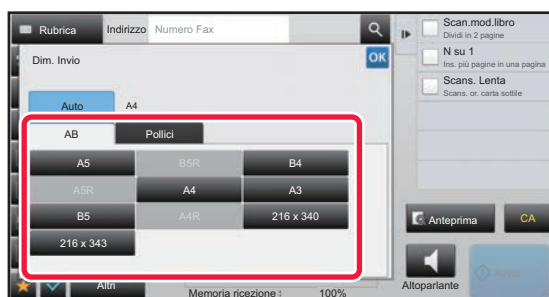 Rubrica Indirizzo Numero Fax
Scan.mod.libro
Dividi in 2 pagine
N su 1
Ins. più pagine in una pagina
Scans. Lenta
Scans. or. carta sottile
Dim. Invio OK
Auto A4
AB Pollici
A5 B5R B4
A5R A4 A3
B5 A4R 216 x 340
216 x 343
Anteprima CA
Altri Memoria ricezione 100% Altoparlante Avvio